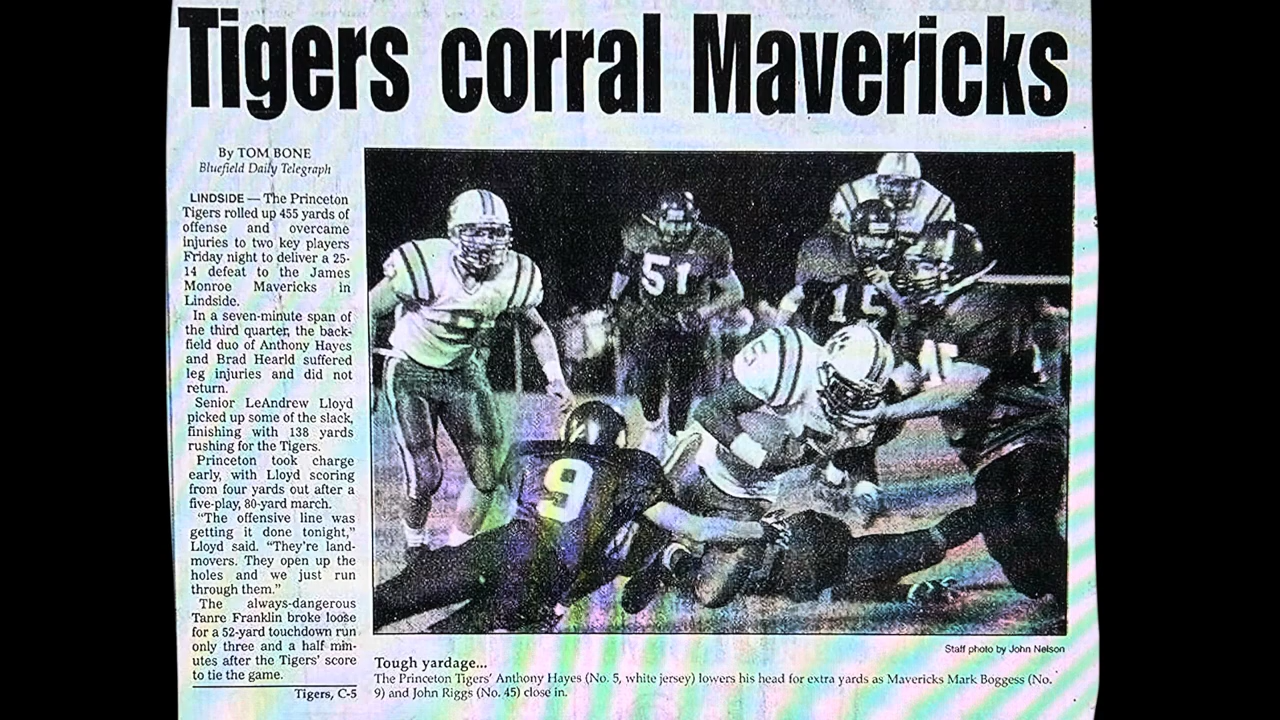 Tigers corral Mavericks
By TOM BONE
Bluefield Daily Telegraph
LINDSIDE — The Princeton
Tigers rolled up 455 yards of
offense and overcame
injuries to two key players
Friday night to deliver a 25-
14 defeat to the James
Monroe Mavericks in
Lindside.
In a seven-minute span of
the third quarter, the back-
field duo of Anthony Hayes
and Brad Hearld suffered
leg injuries and did not
return.
Senior LeAndrew Lloyd
picked up some of the slack,
finishing with 138 yards
rushing for the Tigers.
Princeton took charge
early, with Lloyd scoring
from four yards out after a
five-play, 80-yard march.
"The offensive line was
getting it done tonight,"
Lloyd said. "They're land-
movers. They open up the
holes and we just run
through them."
The always-dangerous
Tanre Franklin broke loose
for a 52-yard touchdown run
only three and a half min-
utes after the Tigers' score
to tie the game.
Tigers, C-5
51
15
5
9
Staff photo by John Nelson
Tough yardage...
The Princeton Tigers' Anthony Hayes (No. 5, white jersey) lowers his head for extra yards as Mavericks Mark Boggess (No.
9) and John Riggs (No. 45) close in.